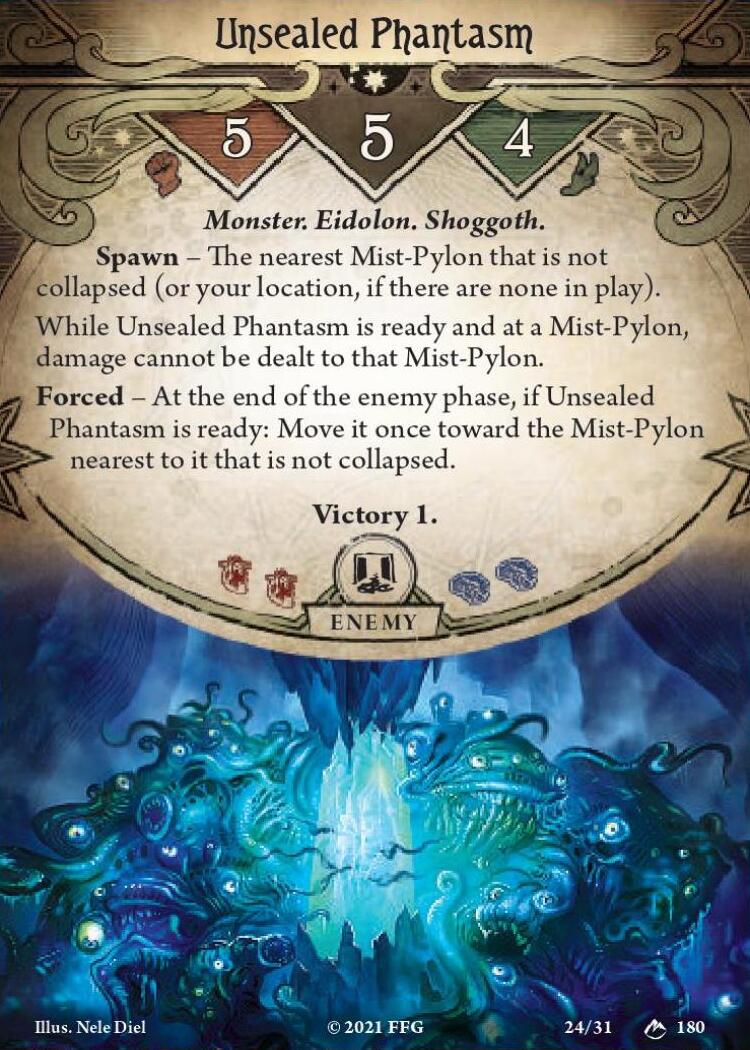 Unsealed Phantasm
5 5 4
Monster. Eidolon. Shoggoth.
Spawn – The nearest Mist-Pylon that is not
collapsed (or your location, if there are none in play).
While Unsealed Phantasm is ready and at a Mist-Pylon,
damage cannot be dealt to that Mist-Pylon.
Forced – At the end of the enemy phase, if Unsealed
Phantasm is ready: Move it once toward the Mist-Pylon
nearest to it that is not collapsed.
Victory 1.
ENEMY
Illus. Nele Diel © 2021 FFG 24/31 180